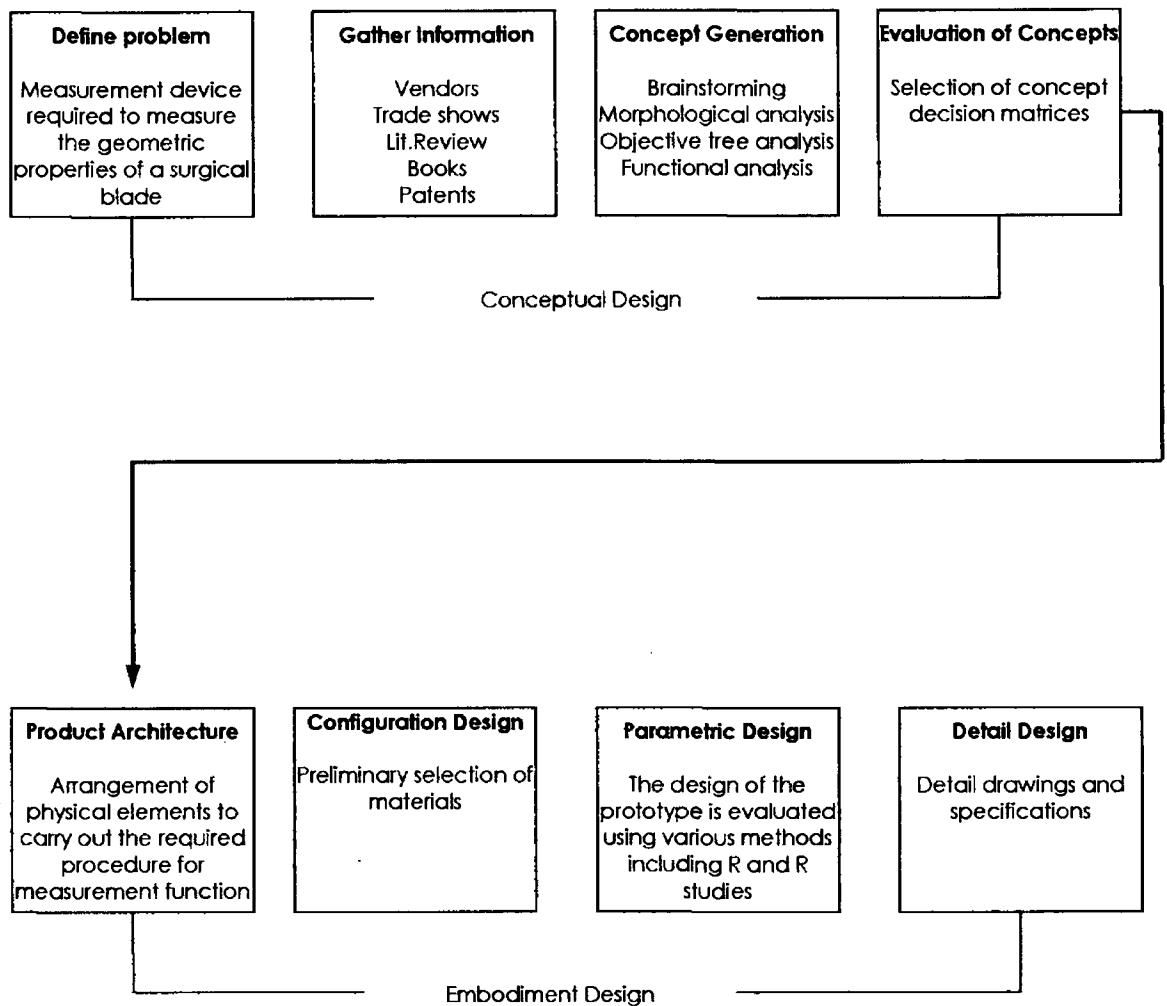 Define problem
Measurement device
required to measure
the geometric
properties of a surgical
blade
Gather Information
Vendors
Trade shows
Lit.Review
Books
Patents
Concept Generation
Brainstorming
Morphological analysis
Objective tree analysis
Functional analysis
Evaluation of Concepts
Selection of concept
decision matrices
Conceptual Design
Product Architecture
Arrangement of
physical elements to
carry out the required
procedure for
measurement function
Configuration Design
Preliminary selection of
materials
Parametric Design
The design of the
prototype is evaluated
using various methods
including R and R
studies
Detail Design
Detail drawings and
specifications
Embodiment Design